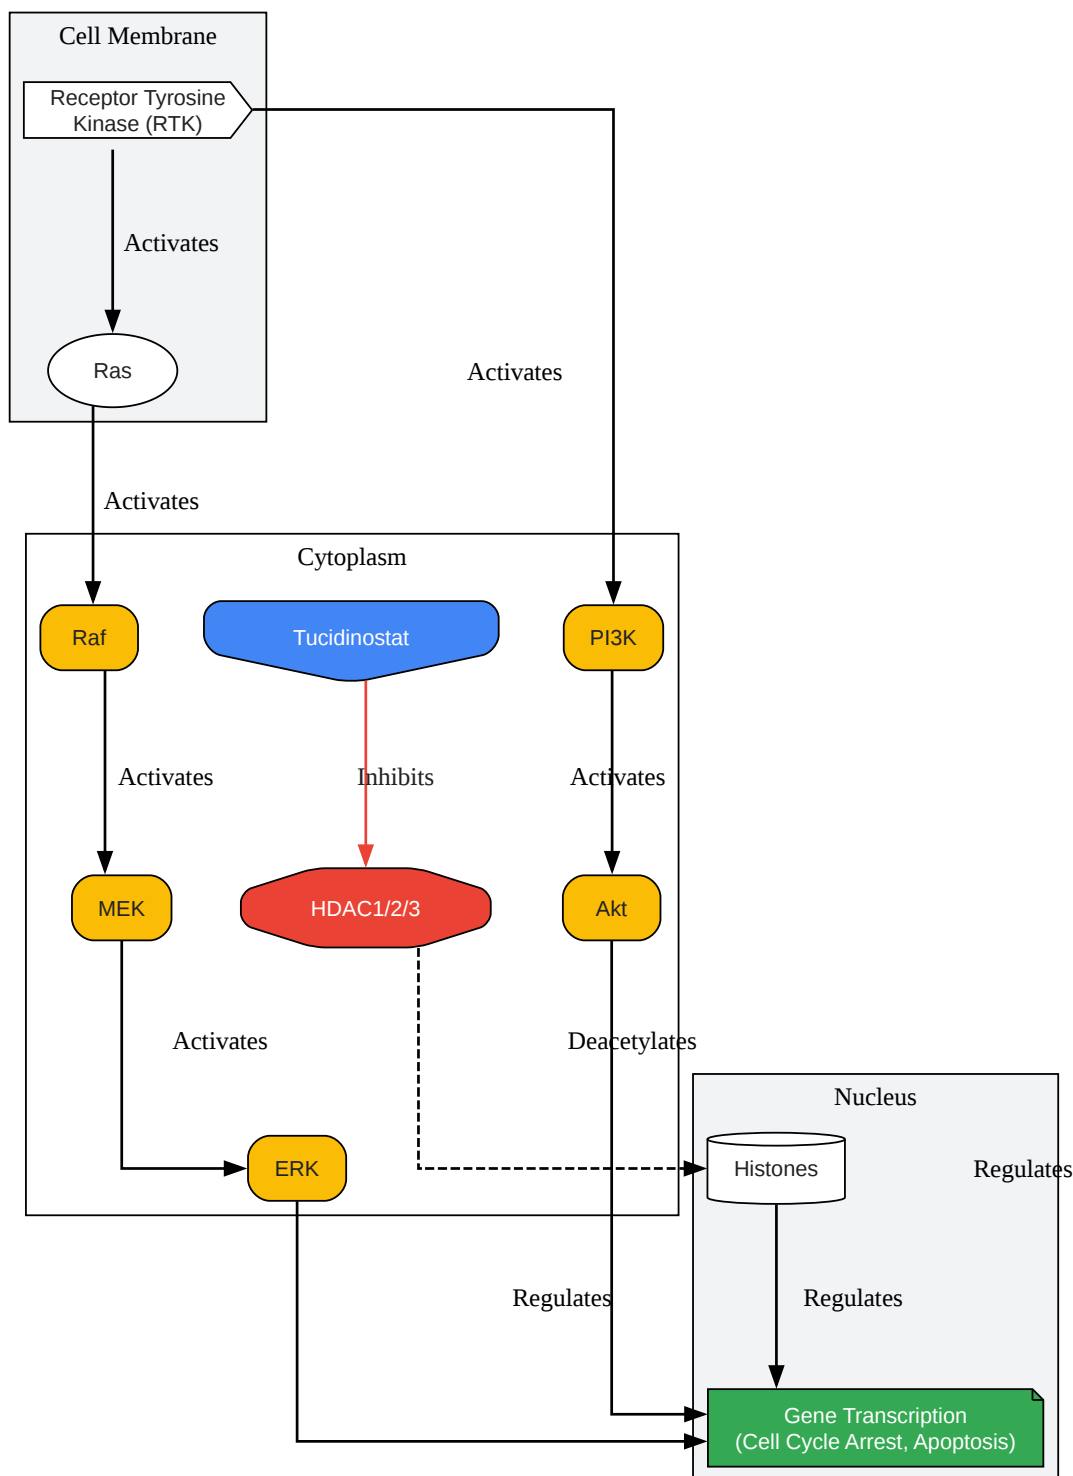 Cell Membrane
Receptor Tyrosine
Kinase (RTK)
Activates
Ras
Activates
Activates
Cytoplasm
Raf
Tucidinostat
PI3K
Activates
Inhibits
Activates
MEK
HDAC1/2/3
Akt
Activates
Deacetylates
Nucleus
ERK
Histones
Regulates
Regulates
Regulates
Gene Transcription
(Cell Cycle Arrest, Apoptosis)